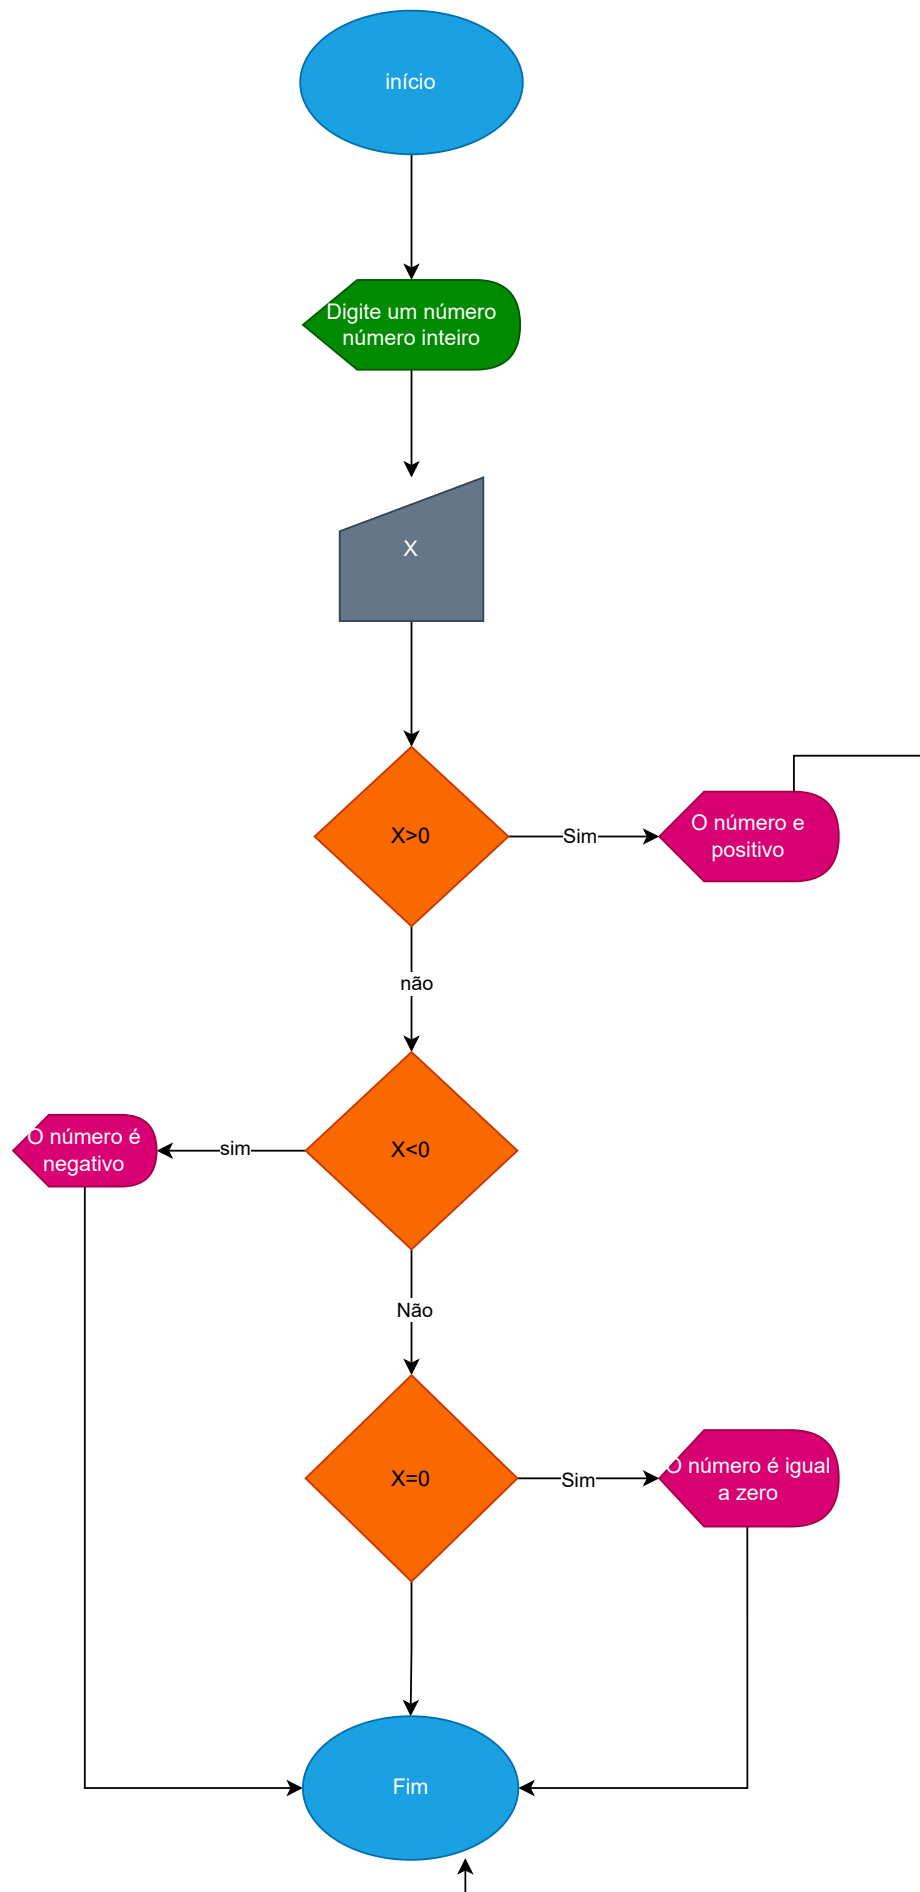 início
Digite um número
número inteiro
X
X>0
Sim
O número e
positivo
não
X<0
sim
O número é
negativo
Não
X=0
Sim
O número é igual
a zero
Fim